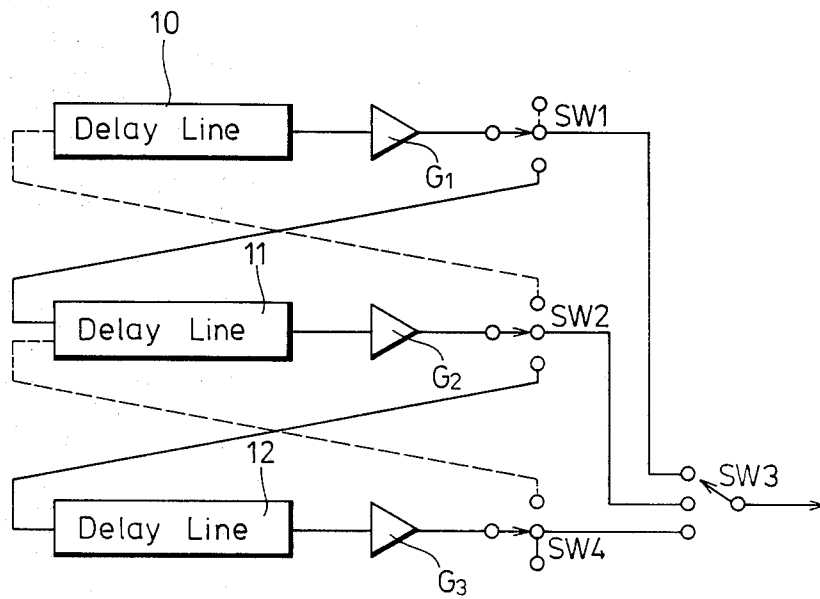 10
Delay Line
G1
SW1
11
Delay Line
G2
SW2
12
Delay Line
G3
SW4
SW3